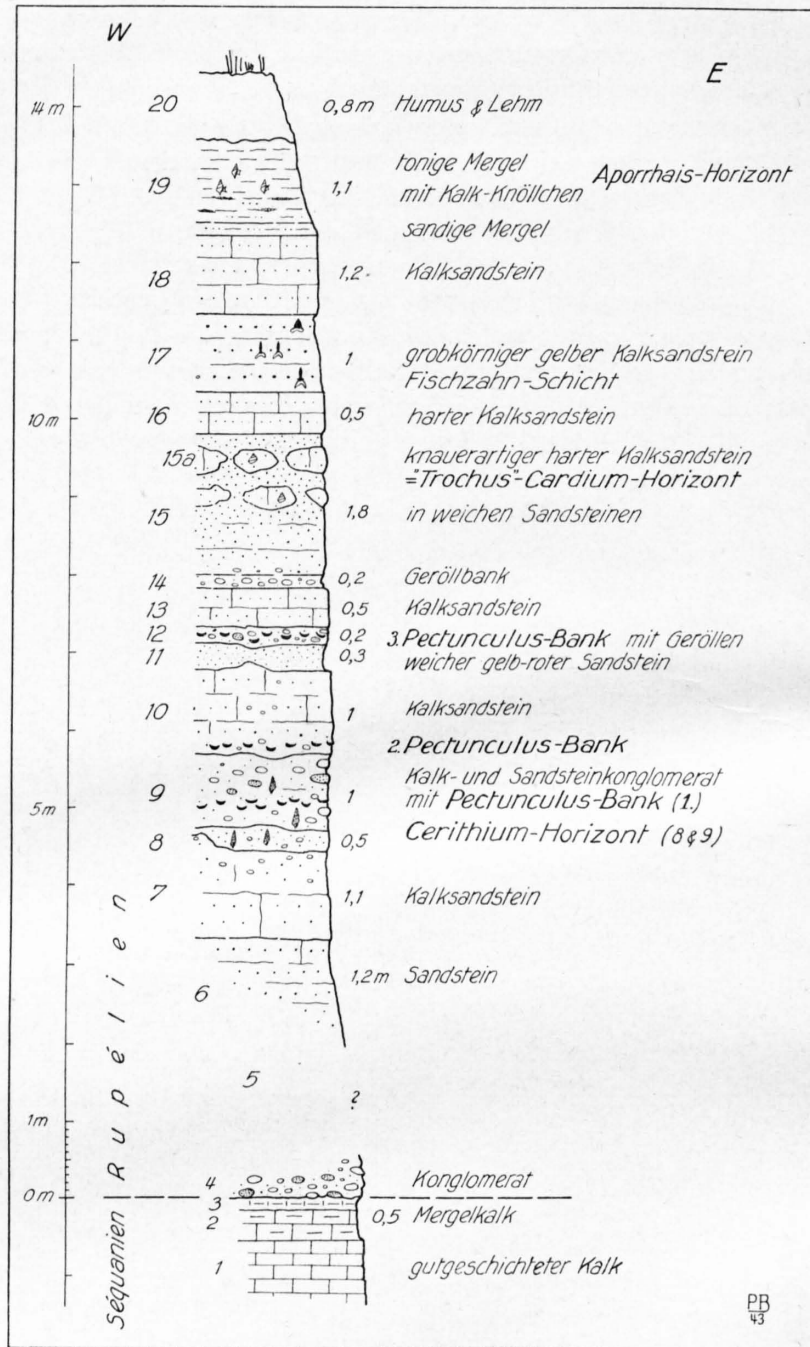 W
E
14 m
20 0,8 m Humus & Lehm
tonige Mergel
19 1,1 mit Kalk-Knöllchen Aporrhais-Horizont
sandige Mergel
18 1,2 Kalksandstein
17 1 grobkörniger gelber Kalksandstein
Fischzahn-Schicht
10 m 16 0,5 harter Kalksandstein
15a knauerartiger harter Kalksandstein
="Trochus"-Cardium-Horizont
15 1,8 in weichen Sandsteinen
14 0,2 Geröllbank
13 0,5 Kalksandstein
12 0,2 3. Pectunculus-Bank mit Geröllen
11 0,3 weicher gelb-roter Sandstein
10 1 Kalksandstein
2. Pectunculus-Bank
Kalk- und Sandsteinkonglomerat
5 m 9 1 mit Pectunculus-Bank (1.)
8 0,5 Cerithium-Horizont (8 & 9)
7 1,1 Kalksandstein
6 1,2 m Sandstein
5 ?
1 m
4 Konglomerat
0 m
3
2 0,5 Mergelkalk
1 gutgeschichteter Kalk
Rupélien
Séquanien
PB
43